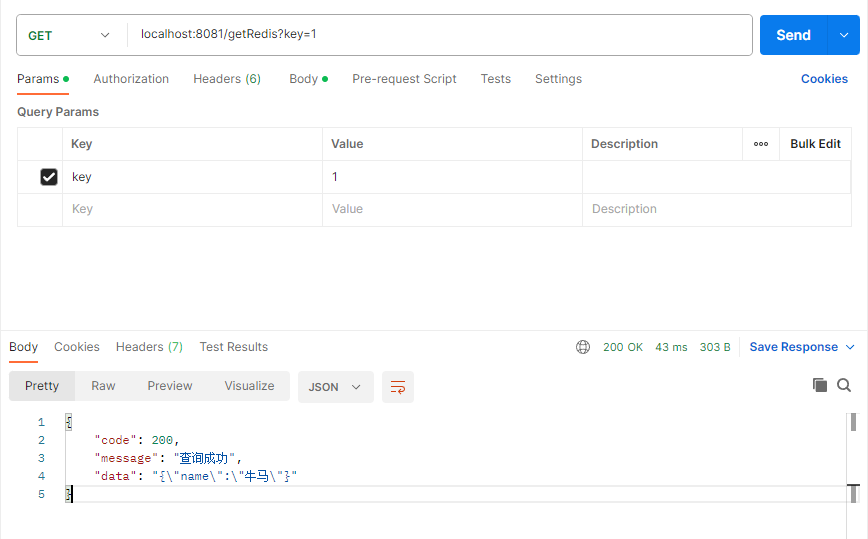 GET localhost:8081/getRedis?key=1 Send
Params Authorization Headers (6) Body Pre-request Script Tests Settings Cookies
Query Params
Key Value Description ooo Bulk Edit
key 1
Key Value Description
Body Cookies Headers (7) Test Results 200 OK 43 ms 303 B Save Response
Pretty Raw Preview Visualize JSON
1 {
2 "code": 200,
3 "message": "查询成功",
4 "data": "{\"name\":\"牛马\"}"
5 }